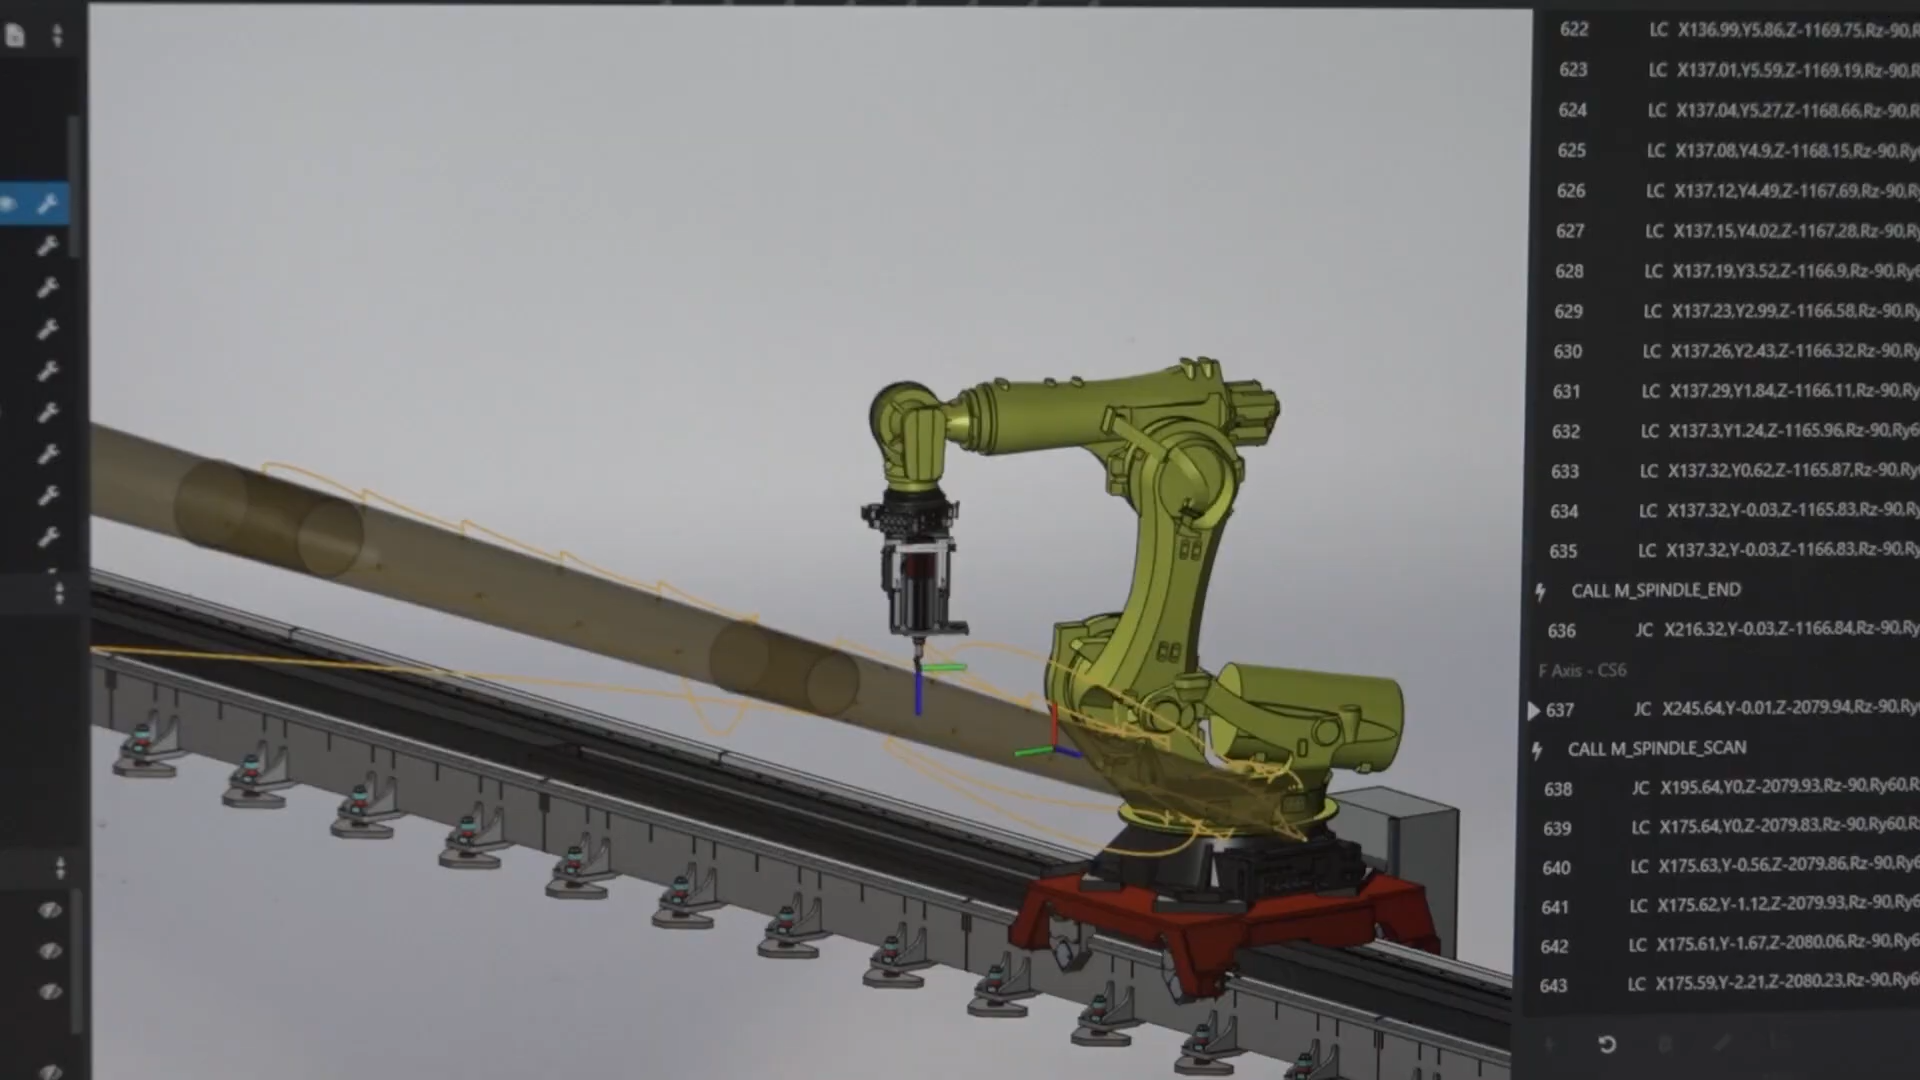 622 LC X136.99,Y5.86,Z-1169.75,Rz-90,R
623 LC X137.01,Y5.59,Z-1169.19,Rz-90,R
624 LC X137.04,Y5.27,Z-1168.66,Rz-90,R
625 LC X137.08,Y4.9,Z-1168.15,Rz-90,Ry
626 LC X137.12,Y4.49,Z-1167.69,Rz-90,R
627 LC X137.15,Y4.02,Z-1167.28,Rz-90,Ry
628 LC X137.19,Y3.52,Z-1166.9,Rz-90,Ry6
629 LC X137.23,Y2.99,Z-1166.58,Rz-90,Ry
630 LC X137.26,Y2.43,Z-1166.32,Rz-90,Ry
631 LC X137.29,Y1.84,Z-1166.11,Rz-90,Ry
632 LC X137.3,Y1.24,Z-1165.96,Rz-90,Ry6
633 LC X137.32,Y0.62,Z-1165.87,Rz-90,Ry
634 LC X137.32,Y-0.03,Z-1165.83,Rz-90,Ry
635 LC X137.32,Y-0.03,Z-1166.83,Rz-90,Ry
CALL M_SPINDLE_END
636 JC X216.32,Y-0.03,Z-1166.84,Rz-90,Ry
F Axis - CS6
637 JC X245.64,Y-0.01,Z-2079.94,Rz-90,Ry
CALL M_SPINDLE_SCAN
638 JC X195.64,Y0,Z-2079.93,Rz-90,Ry60,R
639 LC X175.64,Y0,Z-2079.83,Rz-90,Ry60,R
640 LC X175.63,Y-0.56,Z-2079.86,Rz-90,Ry6
641 LC X175.62,Y-1.12,Z-2079.93,Rz-90,Ry6
642 LC X175.61,Y-1.67,Z-2080.06,Rz-90,Ry6
643 LC X175.59,Y-2.21,Z-2080.23,Rz-90,Ry6